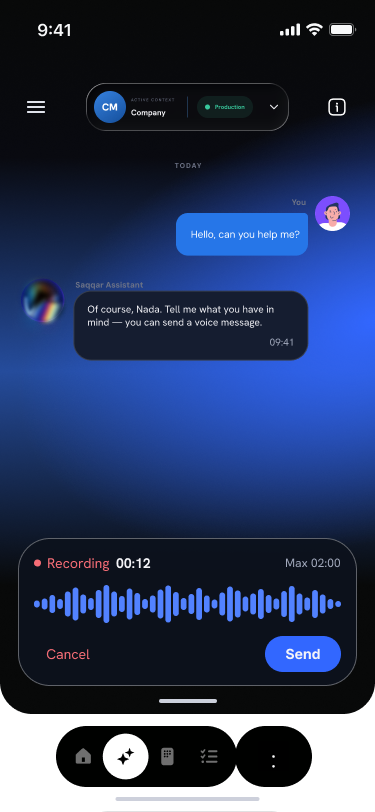 9:41
CM
ACTIVE CONTEXT
Company
Production
TODAY
You
Hello, can you help me?
Saqqar Assistant
Of course, Nada. Tell me what you have in
mind — you can send a voice message.
09:41
Recording 00:12
Max 02:00
Cancel
Send